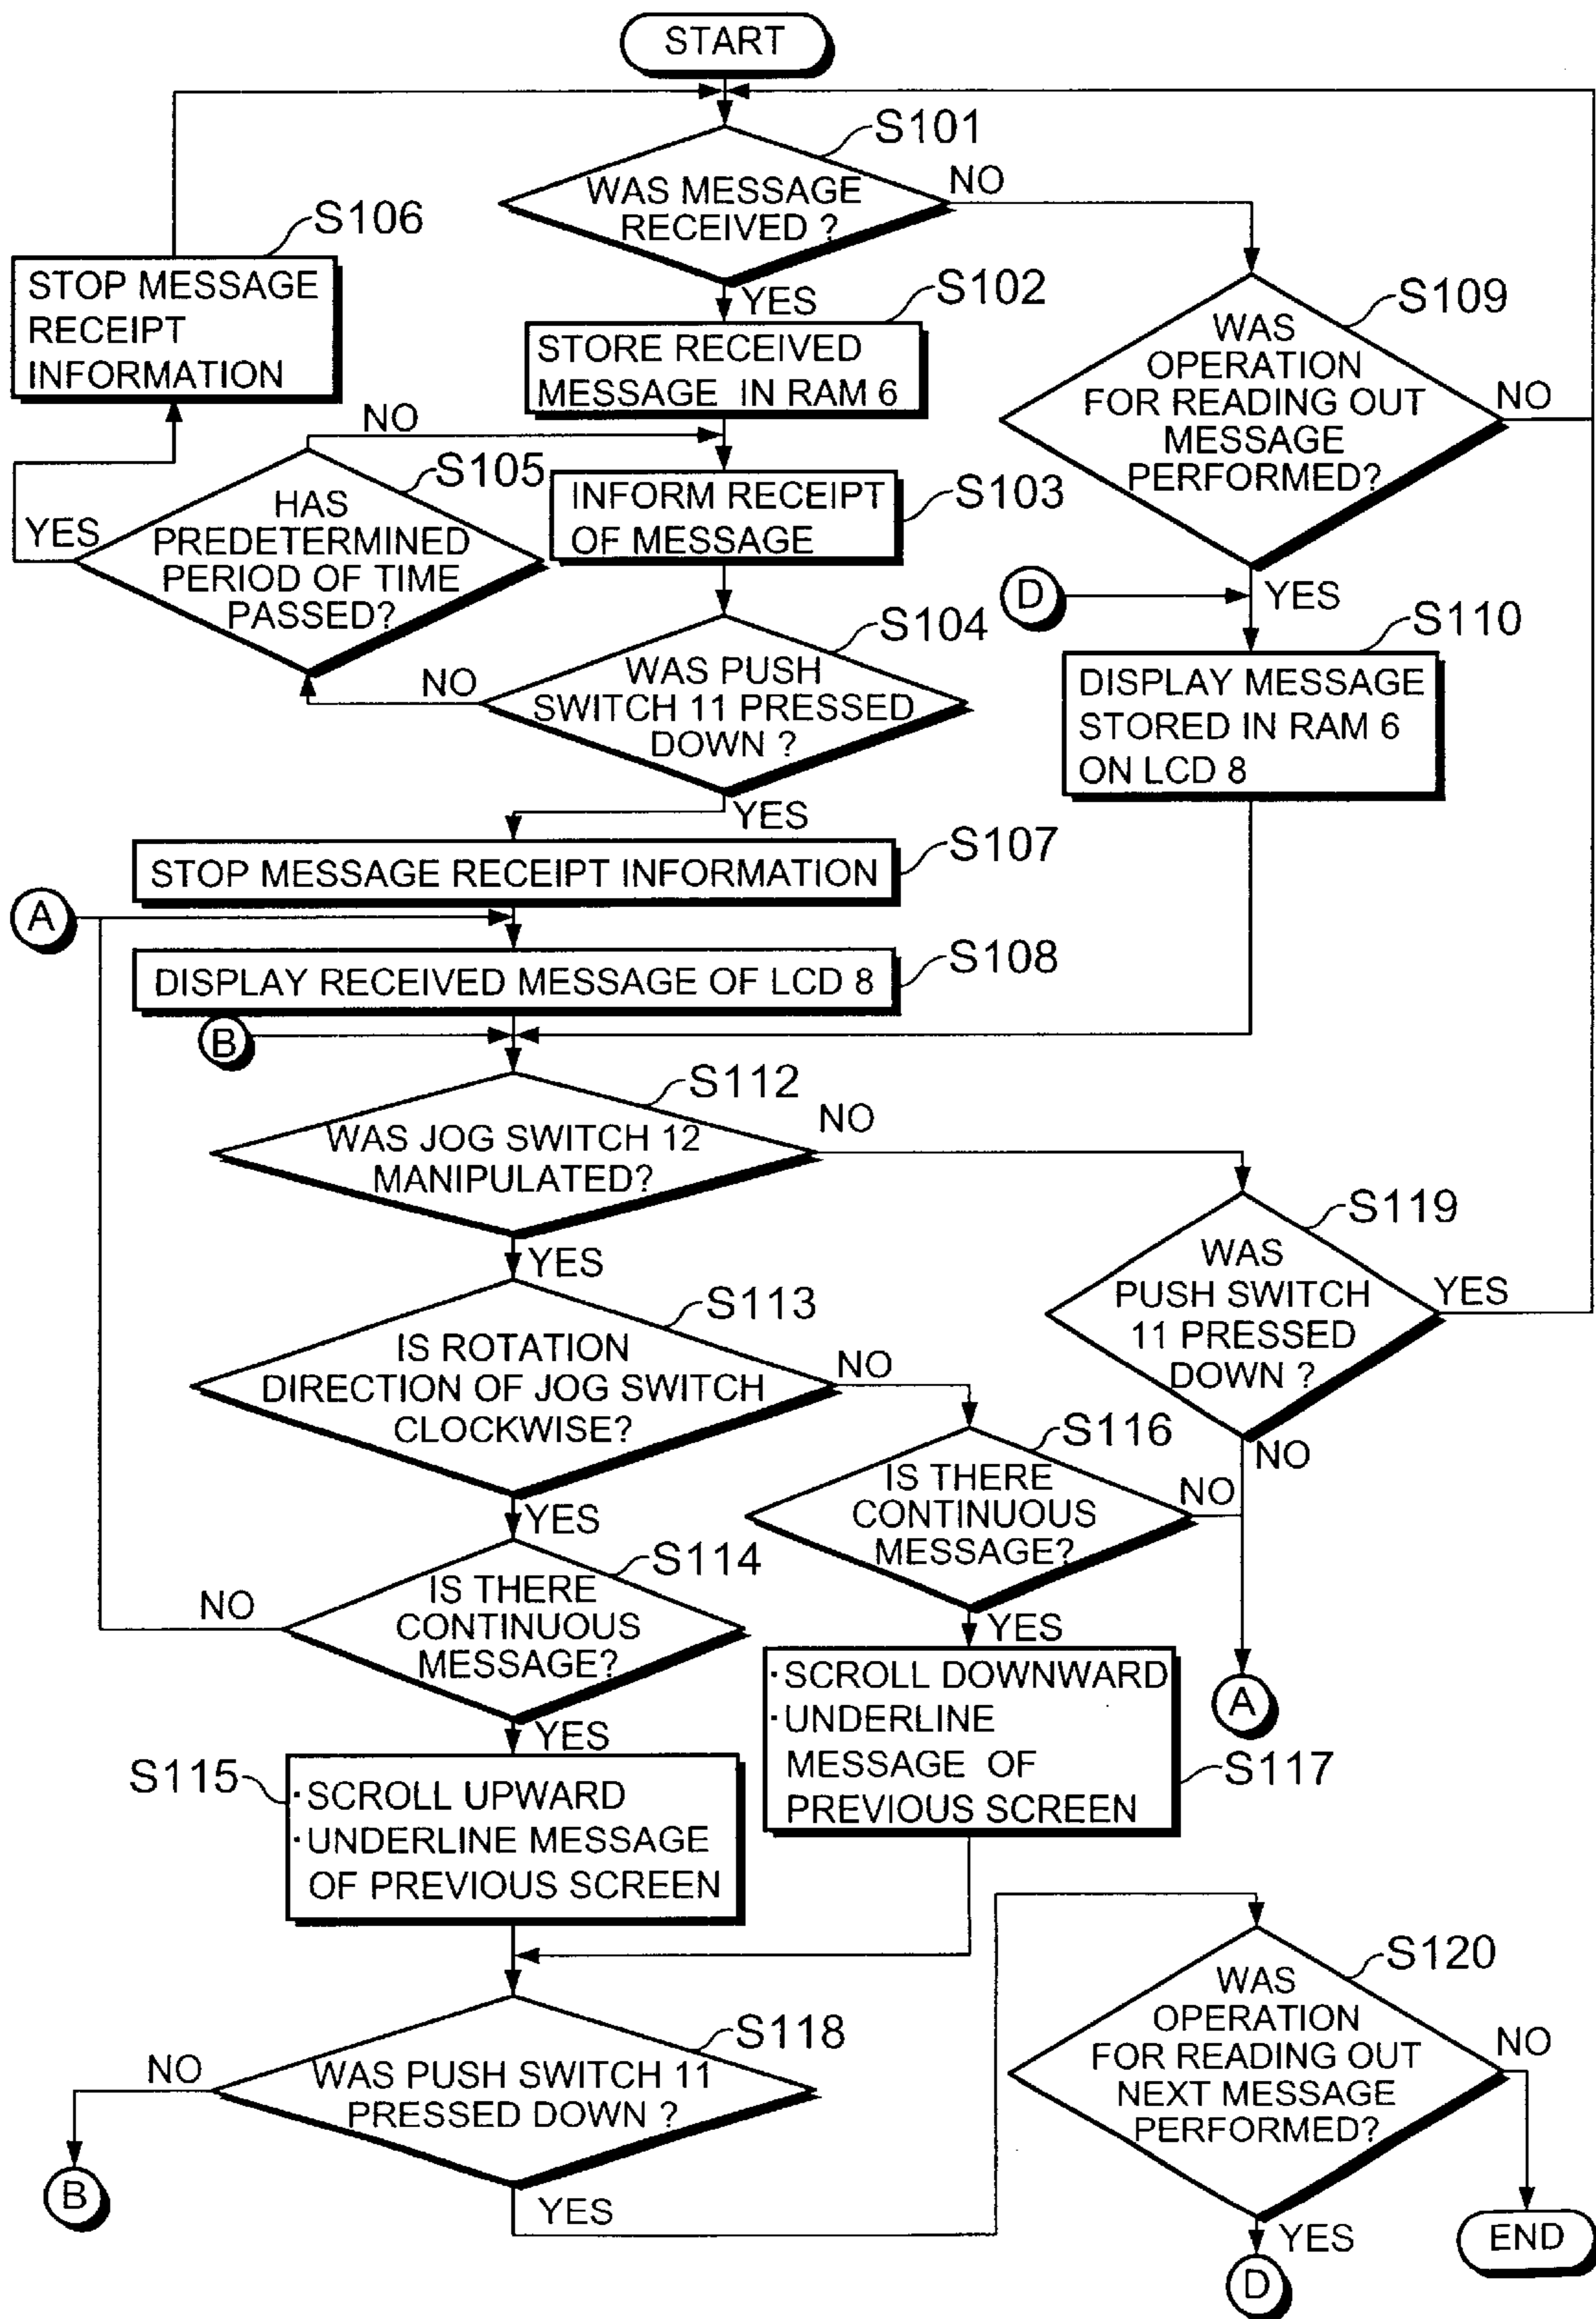 START
S101
WAS MESSAGE
RECEIVED ?
NO
YES
S106
STOP MESSAGE
RECEIPT
INFORMATION
S102
STORE RECEIVED
MESSAGE IN RAM 6
S109
WAS
OPERATION
FOR READING OUT
MESSAGE
PERFORMED?
NO
YES
NO
S105
HAS
PREDETERMINED
PERIOD OF TIME
PASSED?
YES
INFORM RECEIPT
OF MESSAGE
S103
D
S110
DISPLAY MESSAGE
STORED IN RAM 6
ON LCD 8
S104
WAS PUSH
SWITCH 11 PRESSED
DOWN ?
NO
YES
S107
STOP MESSAGE RECEIPT INFORMATION
A
S108
DISPLAY RECEIVED MESSAGE OF LCD 8
B
S112
WAS JOG SWITCH 12
MANIPULATED?
NO
YES
S119
WAS
PUSH SWITCH
11 PRESSED
DOWN ?
YES
NO
S113
IS ROTATION
DIRECTION OF JOG SWITCH
CLOCKWISE?
NO
YES
S116
IS THERE
CONTINUOUS
MESSAGE?
NO
YES
A
S114
IS THERE
CONTINUOUS
MESSAGE?
NO
YES
S117
·SCROLL DOWNWARD
·UNDERLINE
MESSAGE OF
PREVIOUS SCREEN
S115
·SCROLL UPWARD
·UNDERLINE MESSAGE
OF PREVIOUS SCREEN
S118
WAS PUSH SWITCH 11
PRESSED DOWN ?
NO
B
YES
S120
WAS
OPERATION
FOR READING OUT
NEXT MESSAGE
PERFORMED?
NO
YES
END
D